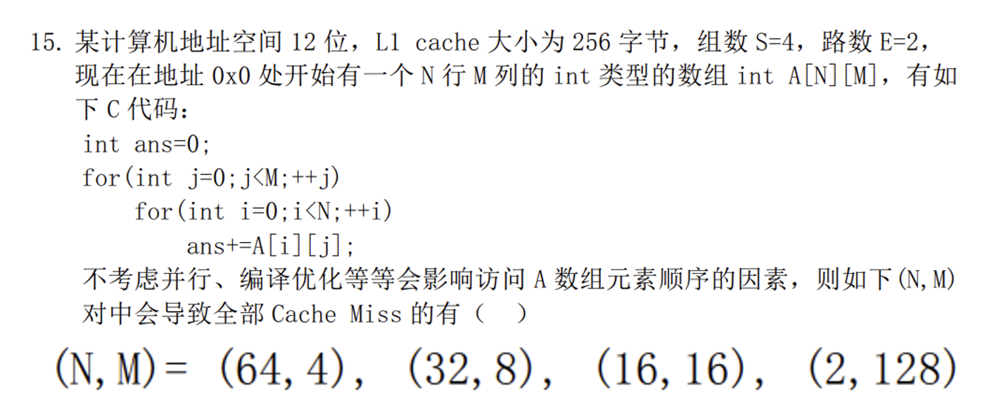 15. 某计算机地址空间 12 位，L1 cache 大小为 256 字节，组数 S=4，路数 E=2，
现在在地址 0x0 处开始有一个 N 行 M 列的 int 类型的数组 int A[N][M]，有如
下 C 代码：
int ans=0;
for(int j=0;j<M;++j)
for(int i=0;i<N;++i)
ans+=A[i][j];
不考虑并行、编译优化等等会影响访问 A 数组元素顺序的因素，则如下(N,M)
对中会导致全部 Cache Miss 的有（ ）
(N,M)= (64,4)，(32,8)，(16,16)，(2,128)